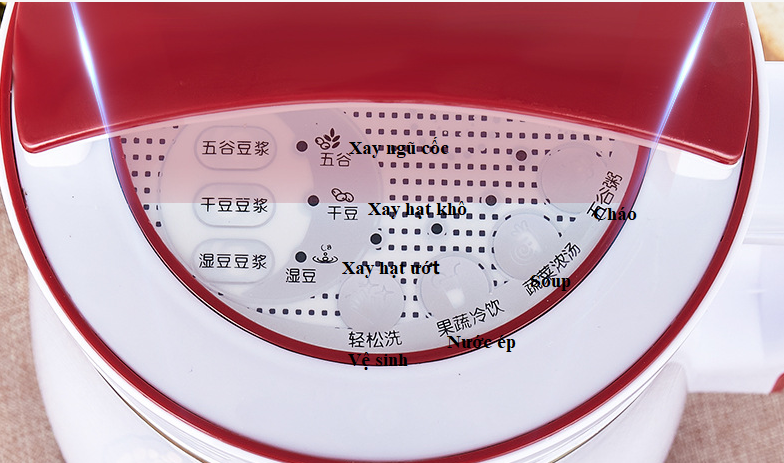 五谷豆浆
五谷
Xay ngũ cốc
干豆豆浆
干豆
Xay hạt khô
湿豆豆浆
湿豆
Xay hạt ướt
五谷粥
Cháo
蔬菜浓汤
Soup
果蔬冷饮
Nước ép
轻松洗
Vệ sinh